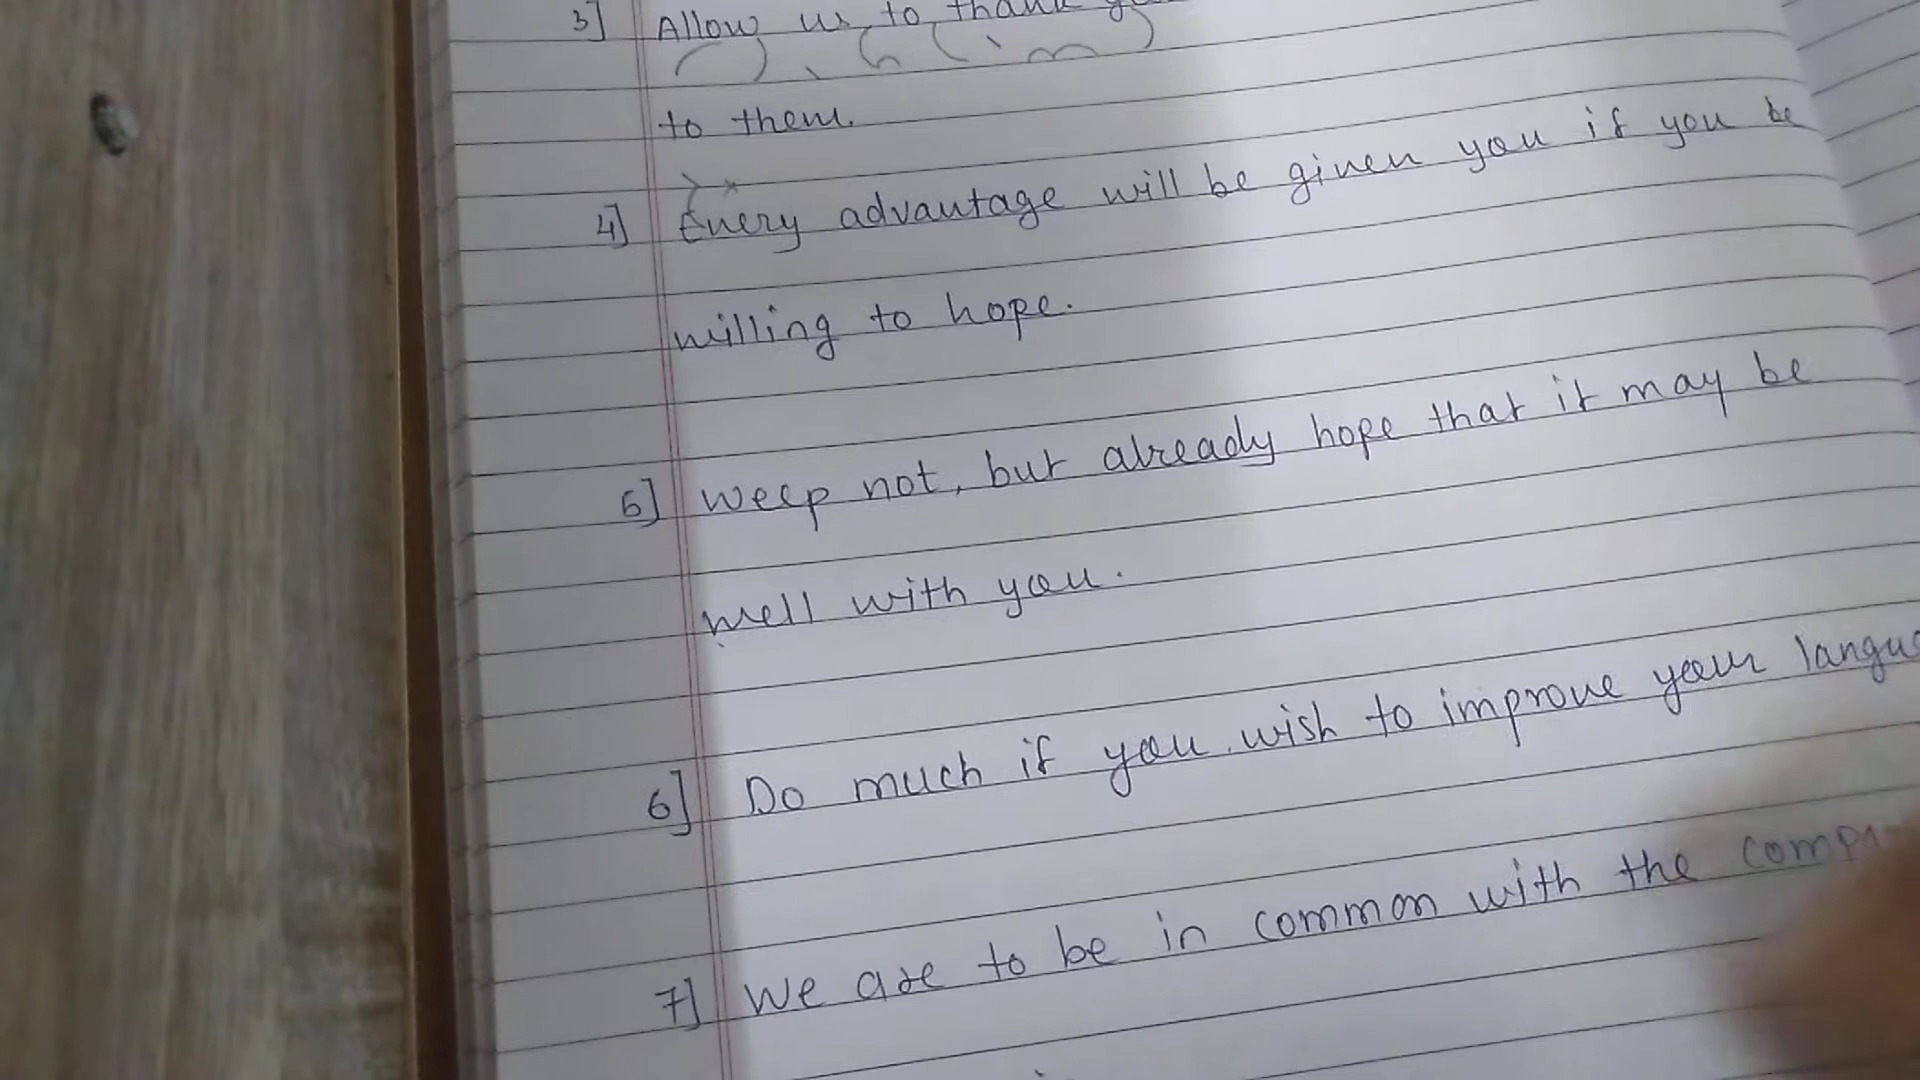 3] Allow us to thank
to them.
4] Every advantage will be given you if you be
willing to hope.
5] Weep not, but already hope that it may be
well with you.
6] Do much if you wish to improve your
7] We are to be in common with the